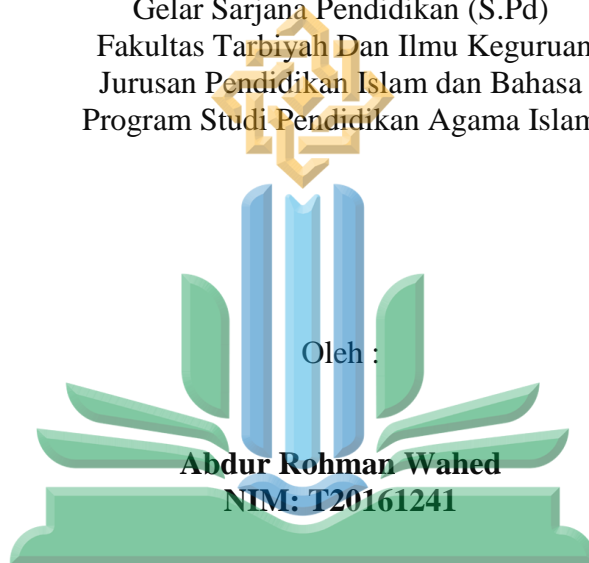 Gelar Sarjana Pendidikan (S.Pd)
Fakultas Tarbiyah Dan Ilmu Keguruan
Jurusan Pendidikan Islam dan Bahasa
Program Studi Pendidikan Agama Islam
Oleh :
Abdur Rohman Wahed
NIM: T20161241